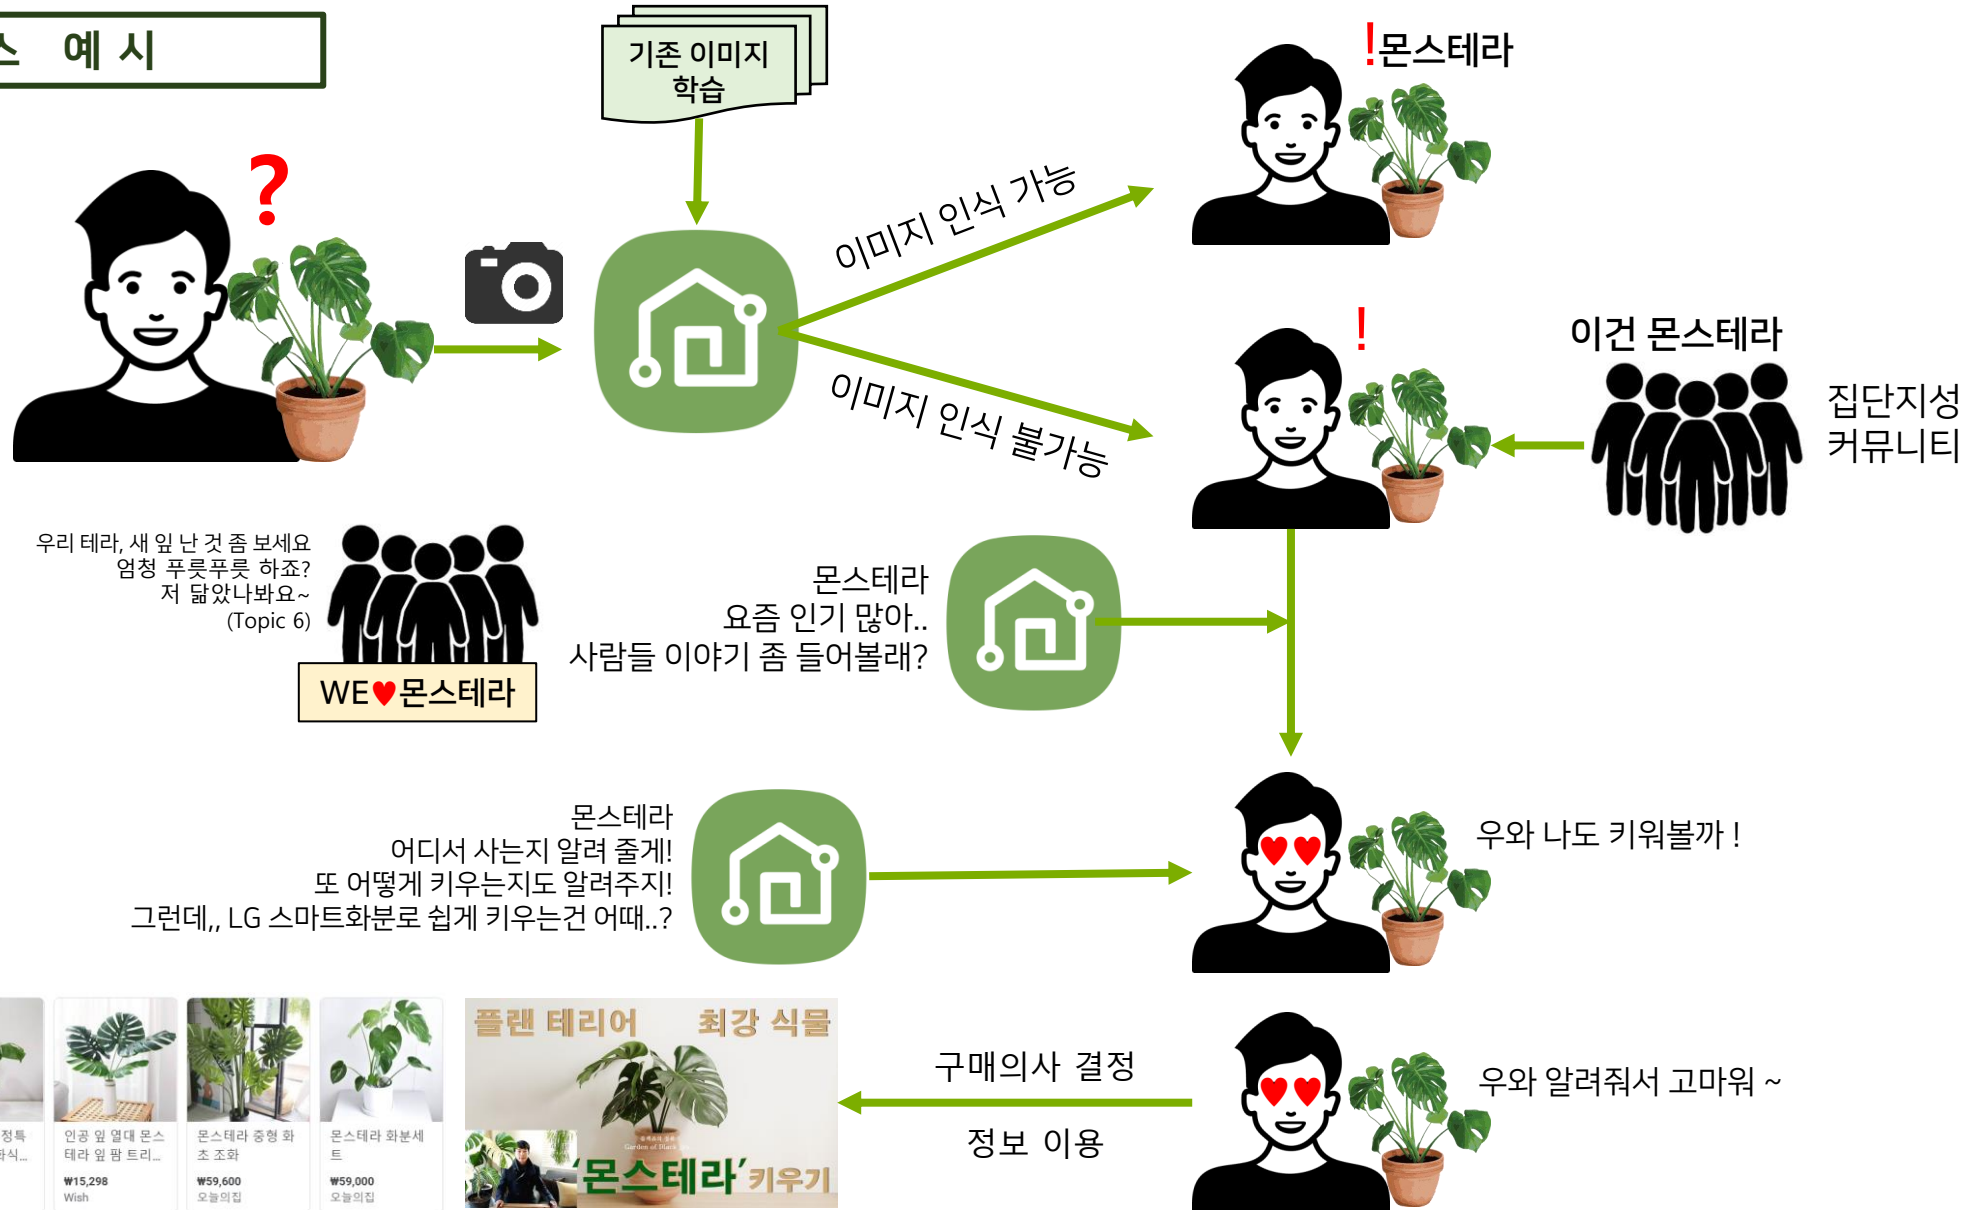 예 시
기존 이미지
학습
!몬스테라
?
이미지 인식 가능
이미지 인식 불가능
!
이건 몬스테라
집단지성
커뮤니티
우리 테라, 새 잎 난 것 좀 보세요
엄청 푸릇푸릇 하죠?
저 닮았나봐요~
(Topic 6)
WE♥몬스테라
몬스테라
요즘 인기 많아..
사람들 이야기 좀 들어볼래?
몬스테라
어디서 사는지 알려 줄게!
또 어떻게 키우는지도 알려주지!
그런데,, LG 스마트화분로 쉽게 키우는건 어때..?
우와 나도 키워볼까 !
정특
화식...
인공 잎 열대 몬스
테라 잎 팜 트리...
₩15,298
Wish
몬스테라 중형 화
초 조화
₩59,600
오늘의집
몬스테라 화분세
트
₩59,000
오늘의집
플랜 테리어 최강 식물
Garden of Black
'몬스테라' 키우기
구매의사 결정
정보 이용
우와 알려줘서 고마워 ~